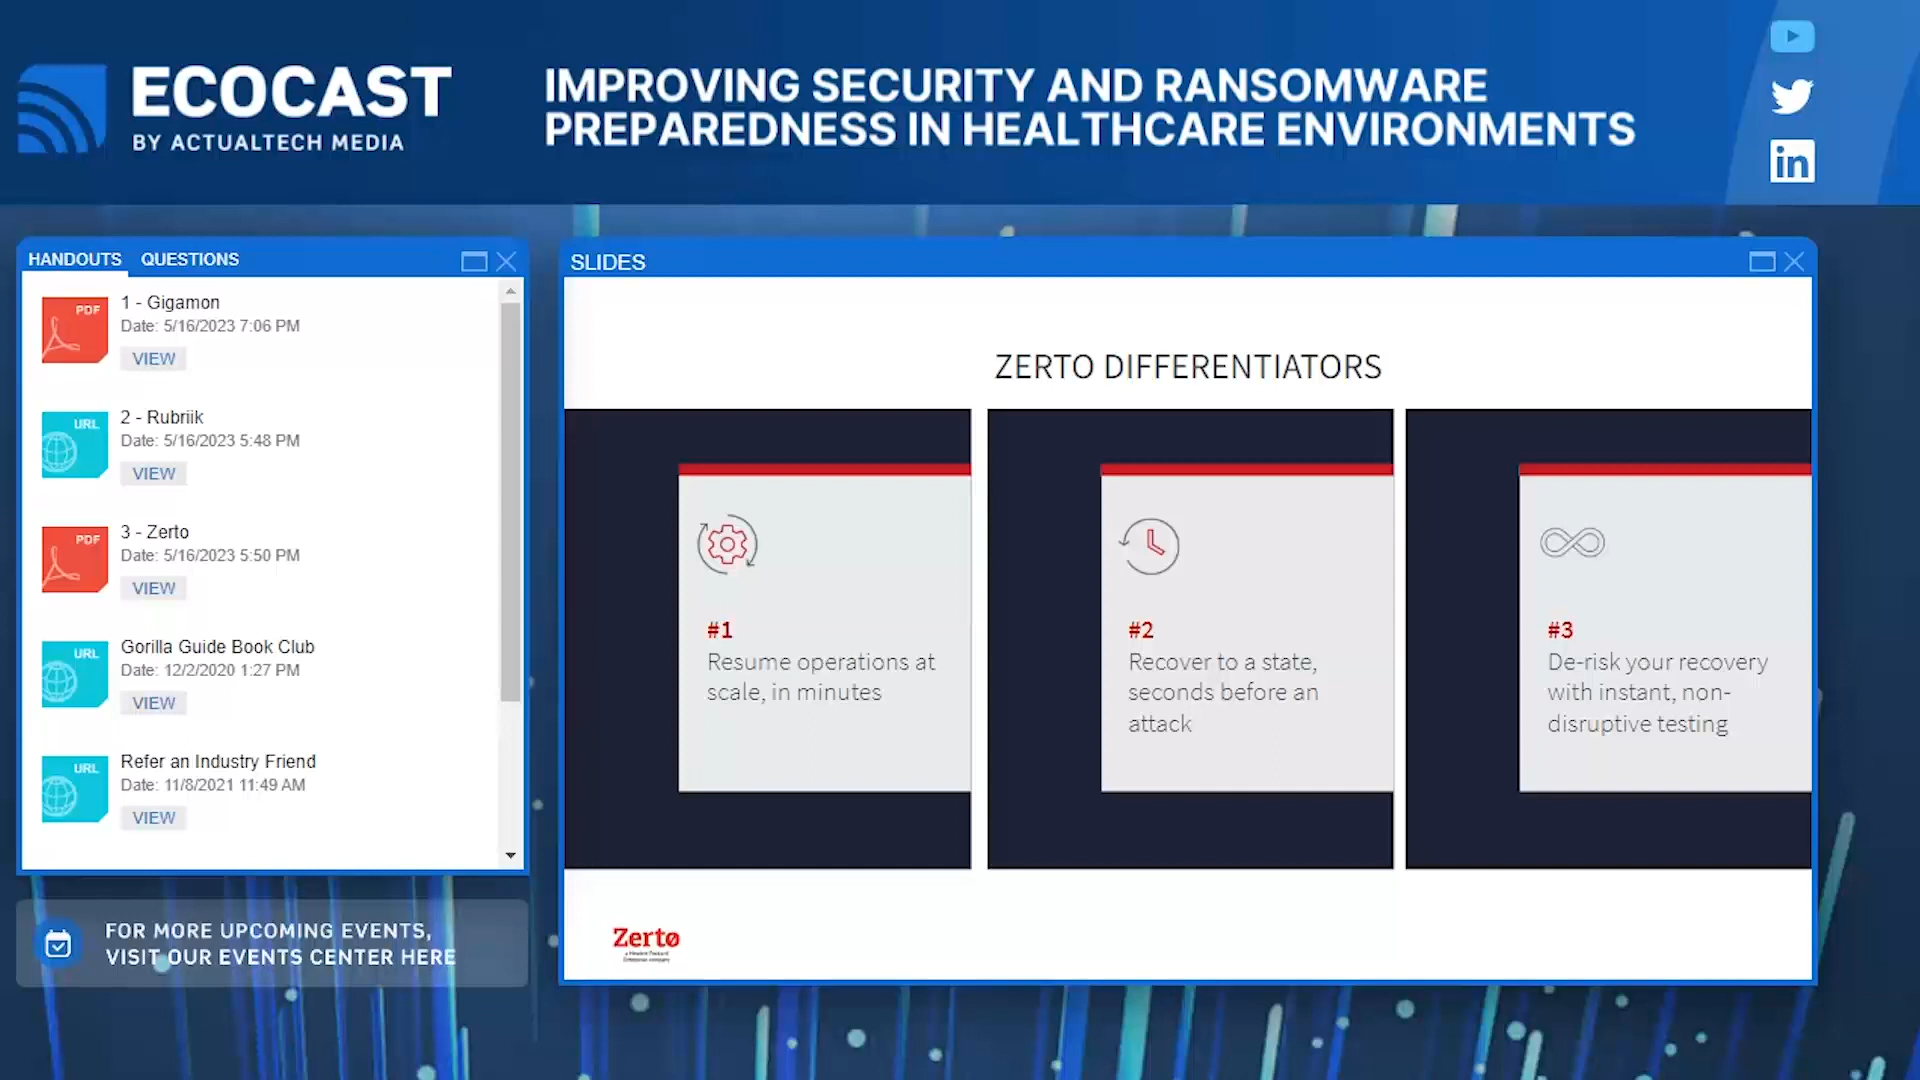 ECOCAST
BY ACTUALTECH MEDIA
IMPROVING SECURITY AND RANSOMWARE
PREPAREDNESS IN HEALTHCARE ENVIRONMENTS
in
HANDOUTS QUESTIONS
PDF
1 - Gigamon
Date: 5/16/2023 7:06 PM
VIEW
URL
2 - Rubriik
Date: 5/16/2023 5:48 PM
VIEW
PDF
3 - Zerto
Date: 5/16/2023 5:50 PM
VIEW
URL
Gorilla Guide Book Club
Date: 12/2/2020 1:27 PM
VIEW
URL
Refer an Industry Friend
Date: 11/8/2021 11:49 AM
VIEW
FOR MORE UPCOMING EVENTS,
VISIT OUR EVENTS CENTER HERE
SLIDES
ZERTO DIFFERENTIATORS
#1
Resume operations at
scale, in minutes
#2
Recover to a state,
seconds before an
attack
#3
De-risk your recovery
with instant, non-
disruptive testing
Zerto
a Hewlett Packard
Enterprise company